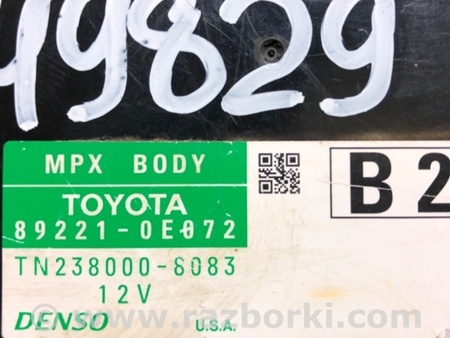 49829
MPX BODY
TOYOTA
89221-0E072
B2
TN238000-8083
12V
DENSO
U.S.A.
© www.razborki.com